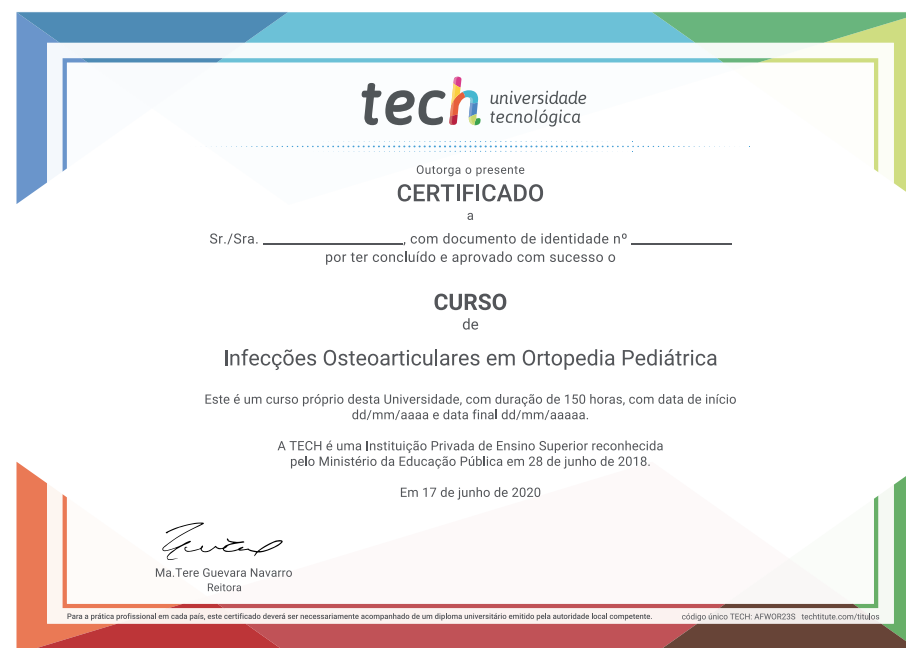 tech universidade
tecnológica
Outorga o presente
CERTIFICADO
a
Sr./Sra. ________________, com documento de identidade nº ____________
por ter concluído e aprovado com sucesso o
CURSO
de
Infecções Osteoarticulares em Ortopedia Pediátrica
Este é um curso próprio desta Universidade, com duração de 150 horas, com data de início
dd/mm/aaaa e data final dd/mm/aaaaa.
A TECH é uma Instituição Privada de Ensino Superior reconhecida
pelo Ministério da Educação Pública em 28 de junho de 2018.
Em 17 de junho de 2020
Ma.Tere Guevara Navarro
Reitora
Para a prática profissional em cada país, este certificado deverá ser necessariamente acompanhado de um diploma universitário emitido pela autoridade local competente. código único TECH: AFWOR23S techtitute.com/titulos